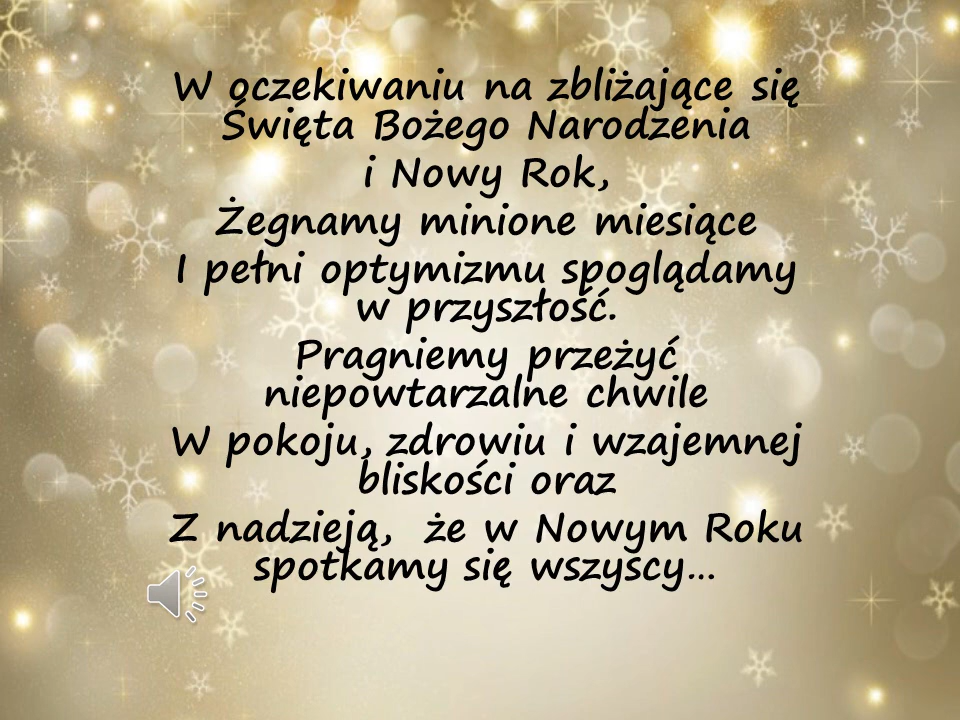 W oczekiwaniu na zbliżające się
Święta Bożego Narodzenia
i Nowy Rok,
Żegnamy minione miesiące
I pełni optymizmu spoglądamy
w przyszłość.
Pragniemy przeżyć
niepowtarzalne chwile
W pokoju, zdrowiu i wzajemnej
bliskości oraz
Z nadzieją,  że w Nowym Roku
spotkamy się wszyscy...